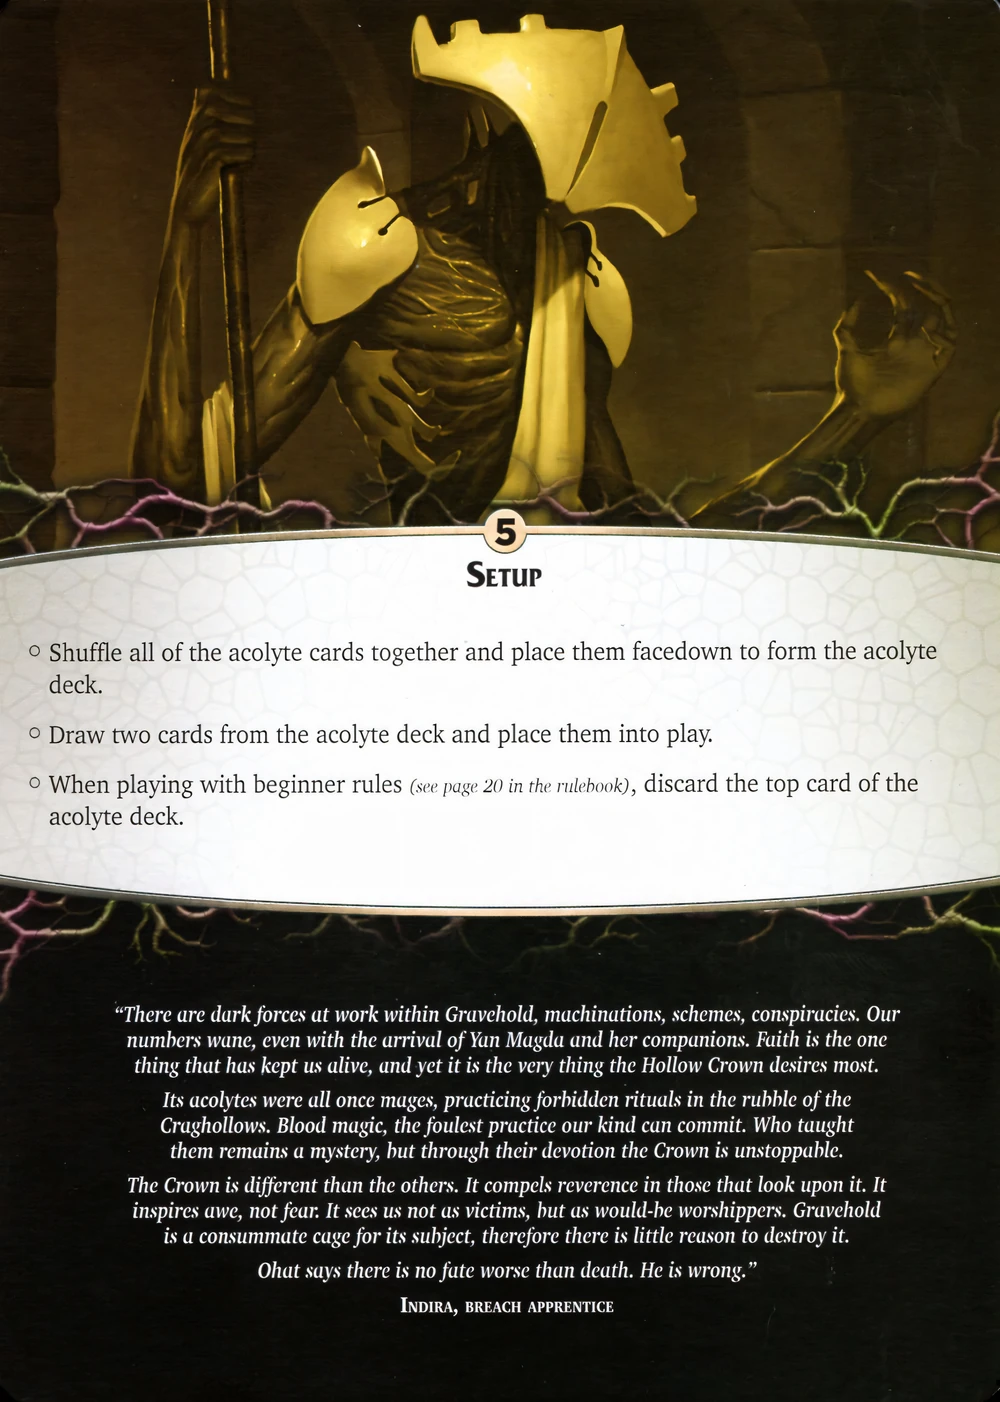 5
SETUP
○ Shuffle all of the acolyte cards together and place them facedown to form the acolyte
deck.
○ Draw two cards from the acolyte deck and place them into play.
○ When playing with beginner rules (see page 20 in the rulebook), discard the top card of the
acolyte deck.
“There are dark forces at work within Gravehold, machinations, schemes, conspiracies. Our
numbers wane, even with the arrival of Yan Magda and her companions. Faith is the one
thing that has kept us alive, and yet it is the very thing the Hollow Crown desires most.
Its acolytes were all once mages, practicing forbidden rituals in the rubble of the
Craghollows. Blood magic, the foulest practice our kind can commit. Who taught
them remains a mystery, but through their devotion the Crown is unstoppable.
The Crown is different than the others. It compels reverence in those that look upon it. It
inspires awe, not fear. It sees us not as victims, but as would-be worshippers. Gravehold
is a consummate cage for its subject, therefore there is little reason to destroy it.
Ohat says there is no fate worse than death. He is wrong.”
INDIRA, BREACH APPRENTICE